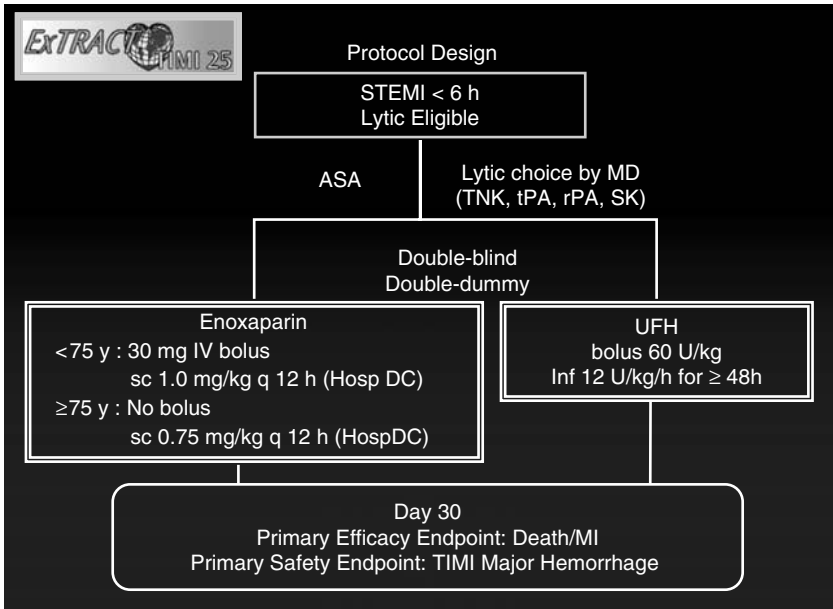 ExTRACT
TIMI 25
Protocol Design
STEMI < 6 h
Lytic Eligible
ASA
Lytic choice by MD
(TNK, tPA, rPA, SK)
Double-blind
Double-dummy
Enoxaparin
<75 y : 30 mg IV bolus
sc 1.0 mg/kg q 12 h (Hosp DC)
≥75 y : No bolus
sc 0.75 mg/kg q 12 h (HospDC)
UFH
bolus 60 U/kg
Inf 12 U/kg/h for ≥ 48h
Day 30
Primary Efficacy Endpoint: Death/MI
Primary Safety Endpoint: TIMI Major Hemorrhage